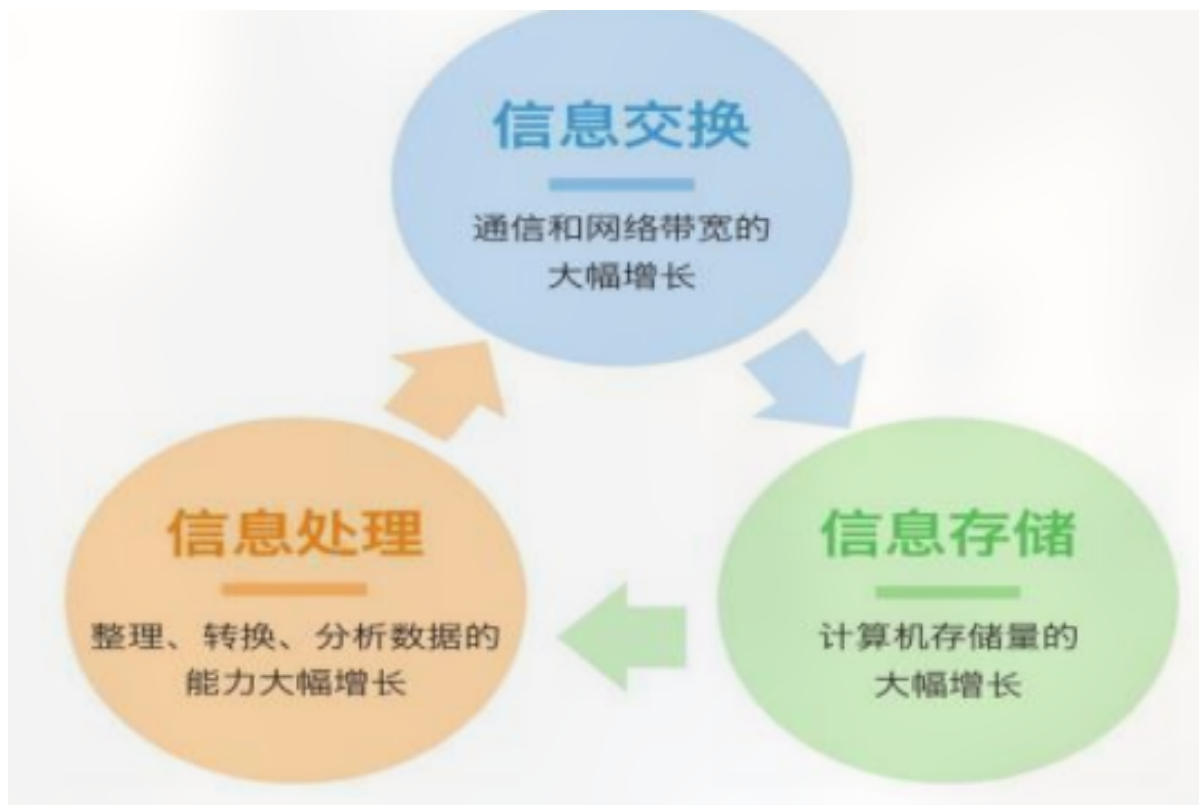 信息交换
通信和网络带宽的
大幅增长
信息处理
整理、转换、分析数据的
能力大幅增长
信息存储
计算机存储量的
大幅增长